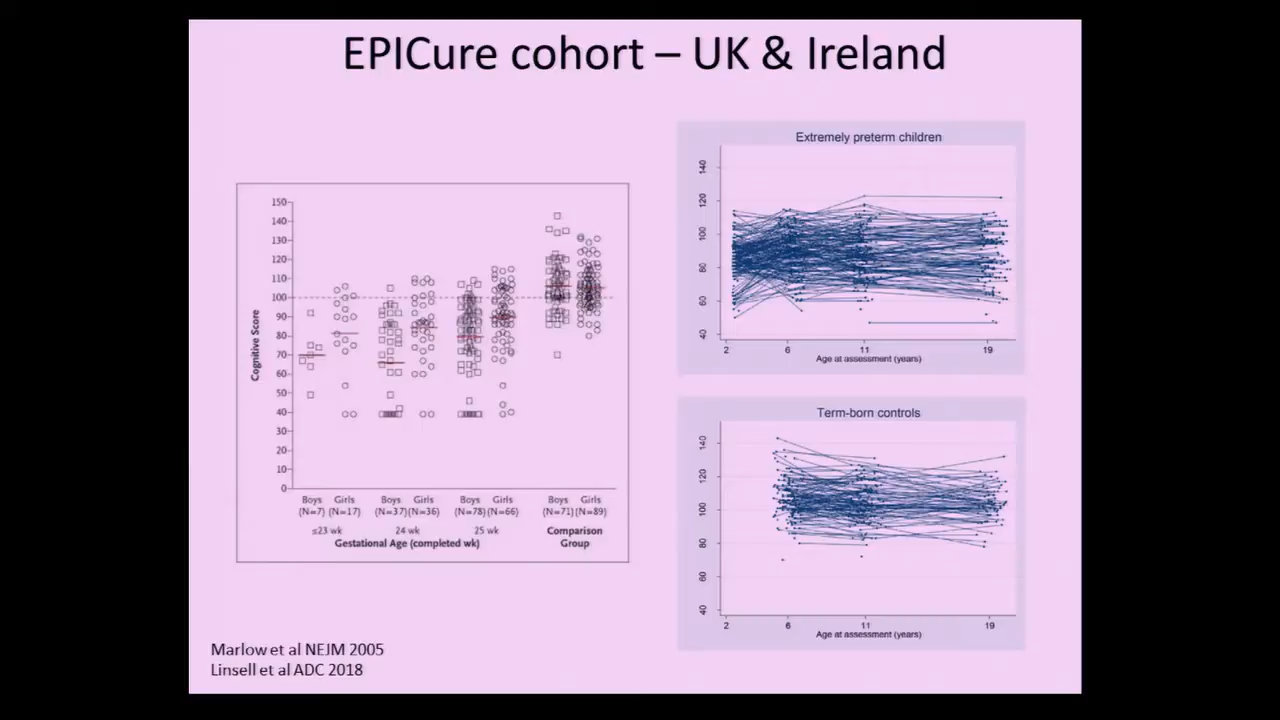 EPICure cohort – UK & Ireland
150
140
130
120
110
100
90
80
70
60
50
40
30
20
10
0
Cognitive Score
Boys Girls Boys Girls Boys Girls Boys Girls
(N=7) (N=17) (N=37) (N=36) (N=78) (N=66) (N=71) (N=89)
≤23 wk 24 wk 25 wk Comparison
Gestational Age (completed wk) Group
Extremely preterm children
140
120
100
80
60
40
2 6 11 19
Age at assessment (years)
Term-born controls
140
120
100
80
60
40
2 6 11 19
Age at assessment (years)
Marlow et al NEJM 2005
Linsell et al ADC 2018